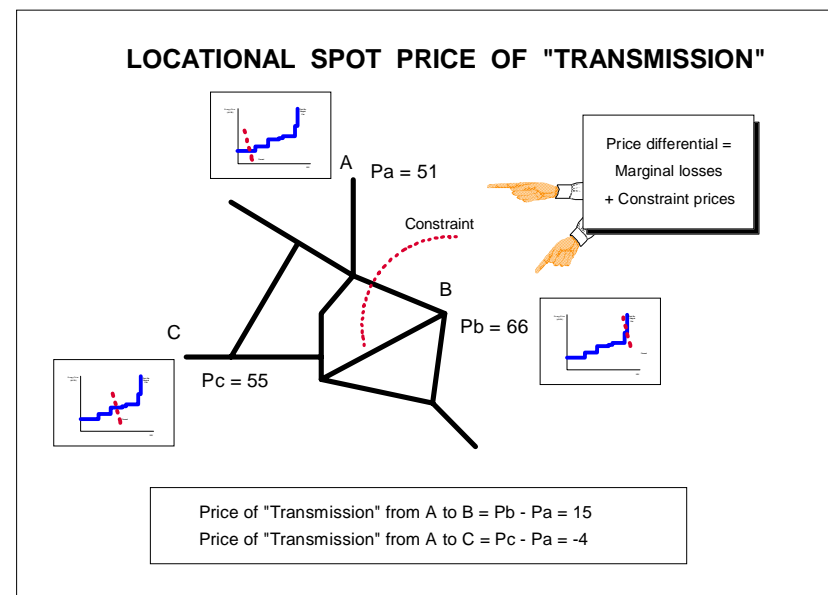 LOCATIONAL SPOT PRICE OF "TRANSMISSION"
A
Pa = 51
Price differential =
Marginal losses
+ Constraint prices
Constraint
B
Pb = 66
C
Pc = 55
Price of "Transmission" from A to B = Pb - Pa = 15
Price of "Transmission" from A to C = Pc - Pa = -4